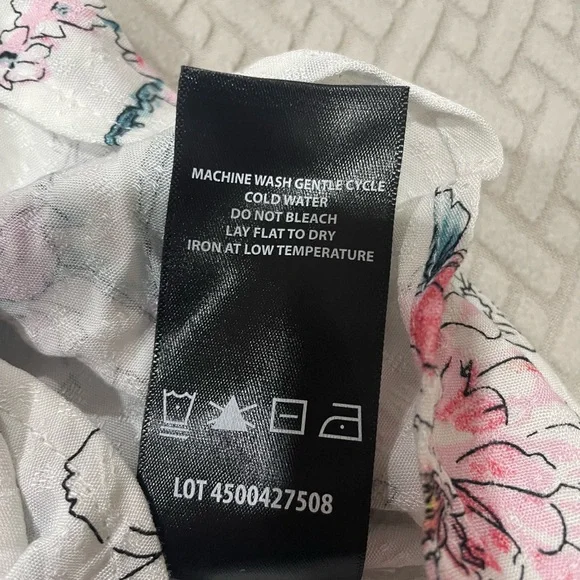 MACHINE WASH GENTLE CYCLE
COLD WATER
DO NOT BLEACH
LAY FLAT TO DRY
IRON AT LOW TEMPERATURE
LOT 4500427508